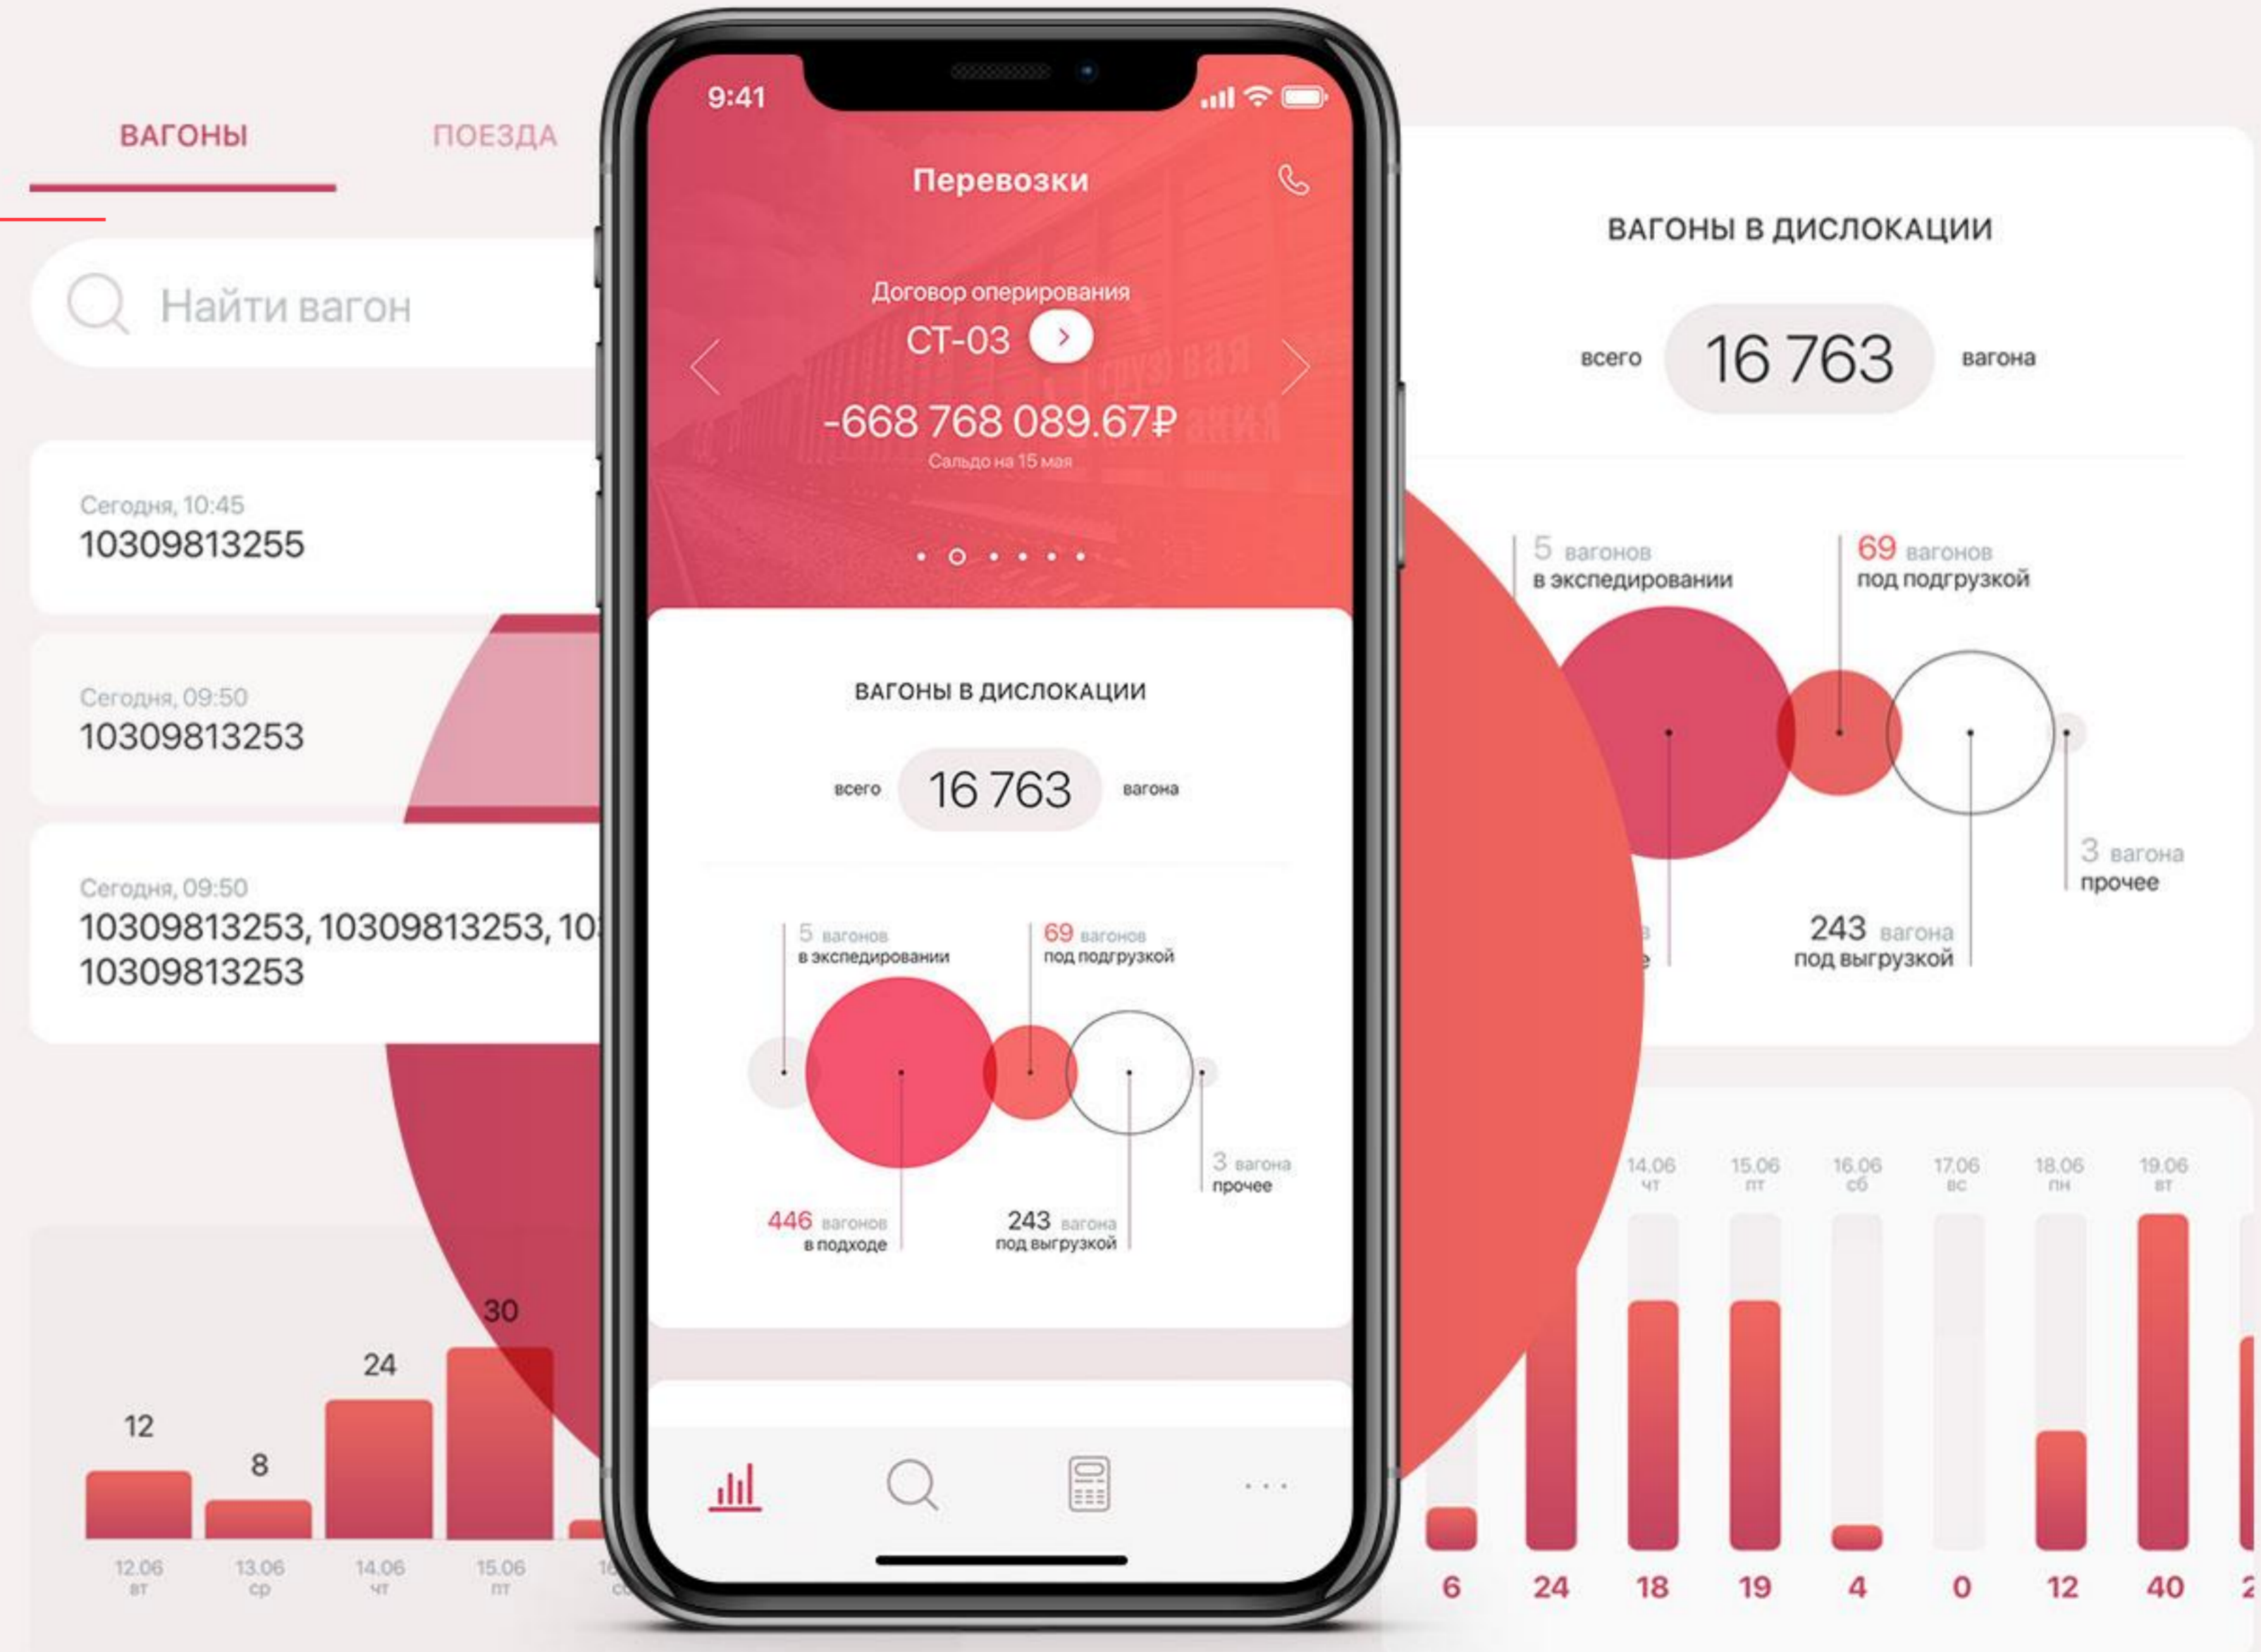 ВАГОНЫ
ПОЕЗДА
Найти вагон
Сегодня, 10:45
10309813255
Сегодня, 09:50
10309813253
Сегодня, 09:50
10309813253, 10309813253, 10
10309813253
12
8
24
30
12.06
вт
13.06
ср
14.06
чт
15.06
пт
9:41
Перевозки
Договор оперирования
СТ-03
-668 768 089.67₽
Сальдо на 15 мая
ВАГОНЫ В ДИСЛОКАЦИИ
всего 16 763 вагона
5 вагонов
в экспедировании
69 вагонов
под подгрузкой
3 вагона
прочее
446 вагонов
в подходе
243 вагона
под выгрузкой
ВАГОНЫ В ДИСЛОКАЦИИ
всего 16 763 вагона
5 вагонов
в экспедировании
69 вагонов
под подгрузкой
3 вагона
прочее
243 вагона
под выгрузкой
14.06
чт
15.06
пт
16.06
сб
17.06
вс
18.06
пн
19.06
вт
6 24 18 19 4 0 12 40